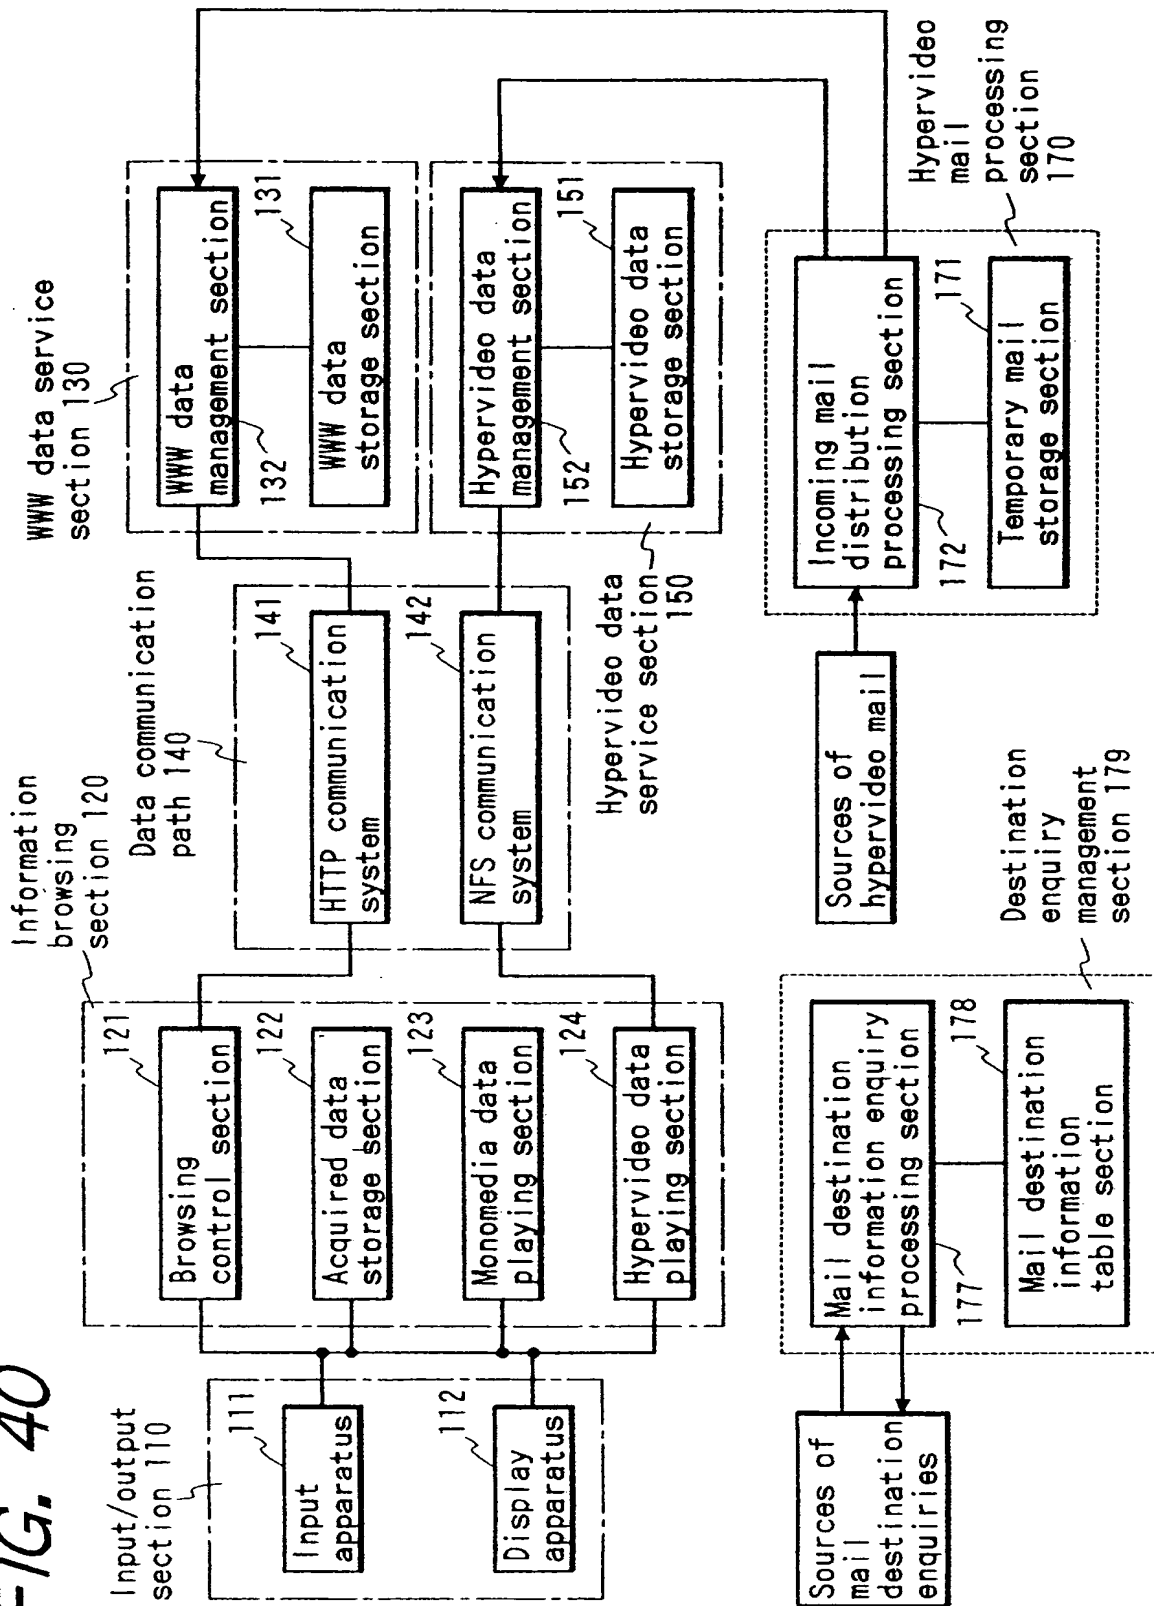 FIG. 40
Input/output
section 110
111
Input
apparatus
112
Display
apparatus
Information
browsing
section 120
121
Browsing
control section
122
Acquired data
storage section
123
Monomedia data
playing section
124
Hypervideo data
playing section
Data communication
path 140
141
HTTP communication
system
142
NFS communication
system
WWW data service
section 130
WWW data
management section
132
131
WWW data
storage section
Hypervideo data
management section
152
151
Hypervideo data
storage section
Hypervideo data
service section
150
Sources of
mail
destination
enquiries
Mail destination
information enquiry
processing section
177
178
Mail destination
information
table section
Destination
enquiry
management
section 179
Sources of
hypervideo mail
Incoming mail
distribution
processing section
172
171
Temporary mail
storage section
Hypervideo
mail
processing
section
170